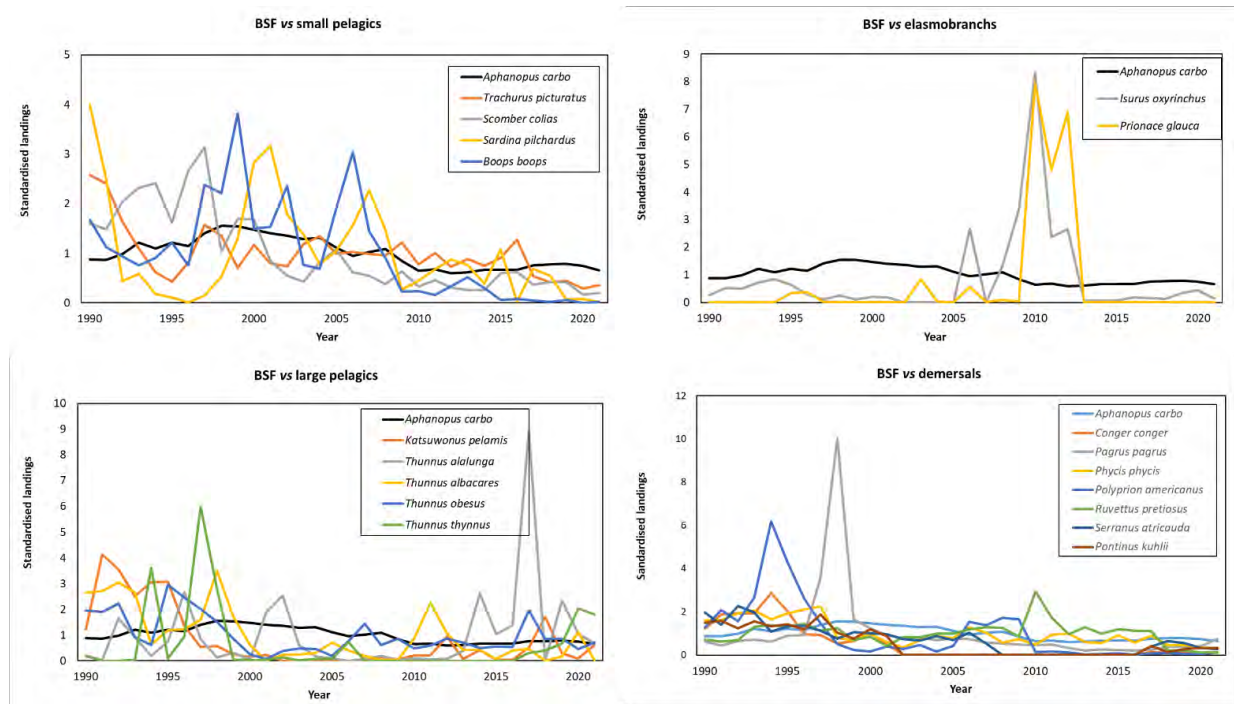 BSF vs small pelagics
Standardised landings
5
4
3
2
1
0
1990
1995
2000
2005
2010
2015
2020
Year
Aphanopus carbo
Trachurus picturatus
Scomber colias
Sardina pilchardus
Boops boops
BSF vs elasmobranchs
Standardised landings
9
8
7
6
5
4
3
2
1
0
1990
1995
2000
2005
2010
2015
2020
Year
Aphanopus carbo
Isurus oxyrinchus
Prionace glauca
BSF vs large pelagics
Standardised landings
10
9
8
7
6
5
4
3
2
1
0
1990
1995
2000
2005
2010
2015
2020
Year
Aphanopus carbo
Katsuwonus pelamis
Thunnus alalunga
Thunnus albacares
Thunnus obesus
Thunnus thynnus
BSF vs demersals
Sandardised landings
12
10
8
6
4
2
0
1990
1995
2000
2005
2010
2015
2020
Year
Aphanopus carbo
Conger conger
Pagrus pagrus
Phycis phycis
Polyprion americanus
Ruvettus pretiosus
Serranus atricauda
Pontinus kuhlii